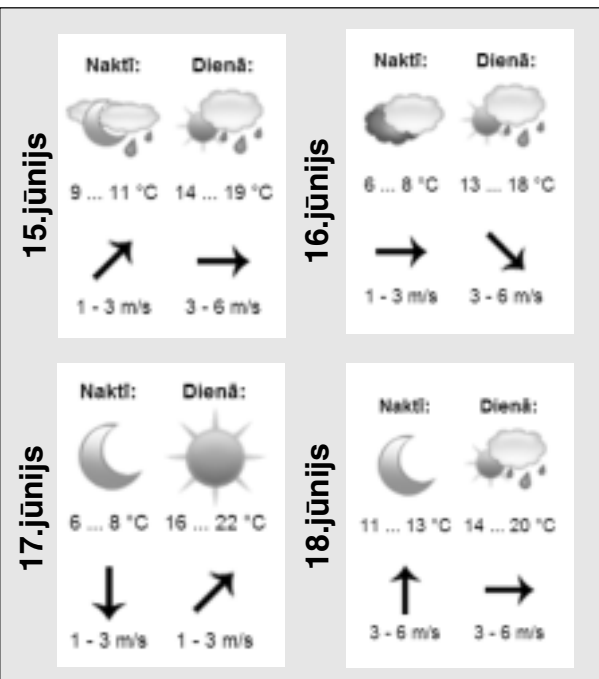 15.jūnijs
Naktī: Dienā:
9 ... 11 °C 14 ... 19 °C
1 - 3 m/s 3 - 6 m/s
16.jūnijs
Naktī: Dienā:
6 ... 8 °C 13 ... 18 °C
1 - 3 m/s 3 - 6 m/s
17.jūnijs
Naktī: Dienā:
6 ... 8 °C 16 ... 22 °C
1 - 3 m/s 1 - 3 m/s
18.jūnijs
Naktī: Dienā:
11 ... 13 °C 14 ... 20 °C
3 - 6 m/s 3 - 6 m/s